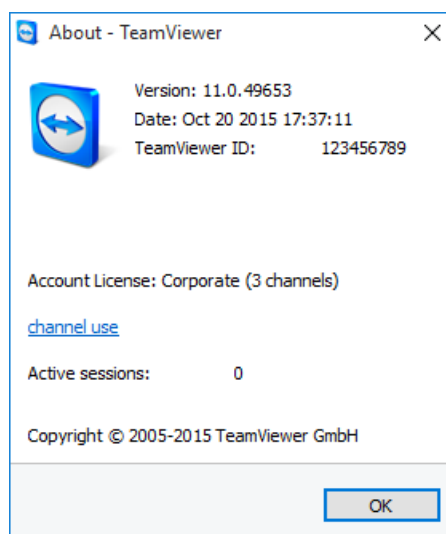 About - TeamViewer
Version: 11.0.49653
Date: Oct 20 2015 17:37:11
TeamViewer ID: 123456789
Account License: Corporate (3 channels)
channel use
Active sessions: 0
Copyright © 2005-2015 TeamViewer GmbH
OK